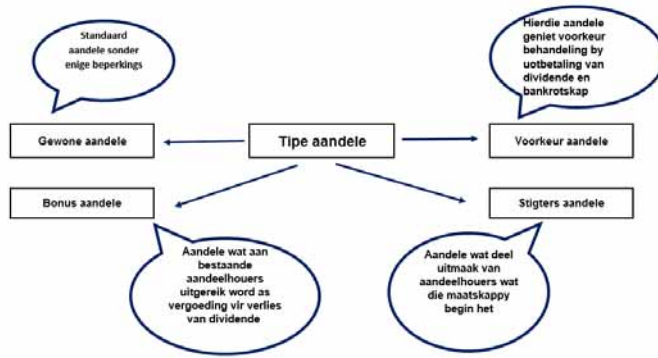 Standaard
aandele sonder
enige beperkings
Hierdie aandele
geniet voorkeur
behandeling by
uotbetaling van
dividende en
bankrotskap
Gewone aandele
Tipe aandele
Voorkeur aandele
Bonus aandele
Stigters aandele
Aandele wat aan
bestaande
aandeelhouers
uitgereik word as
vergoeding vir verlies
van dividende
Aandele wat deel
uitmaak van
aandeelhouers wat
die maatskappy
begin het